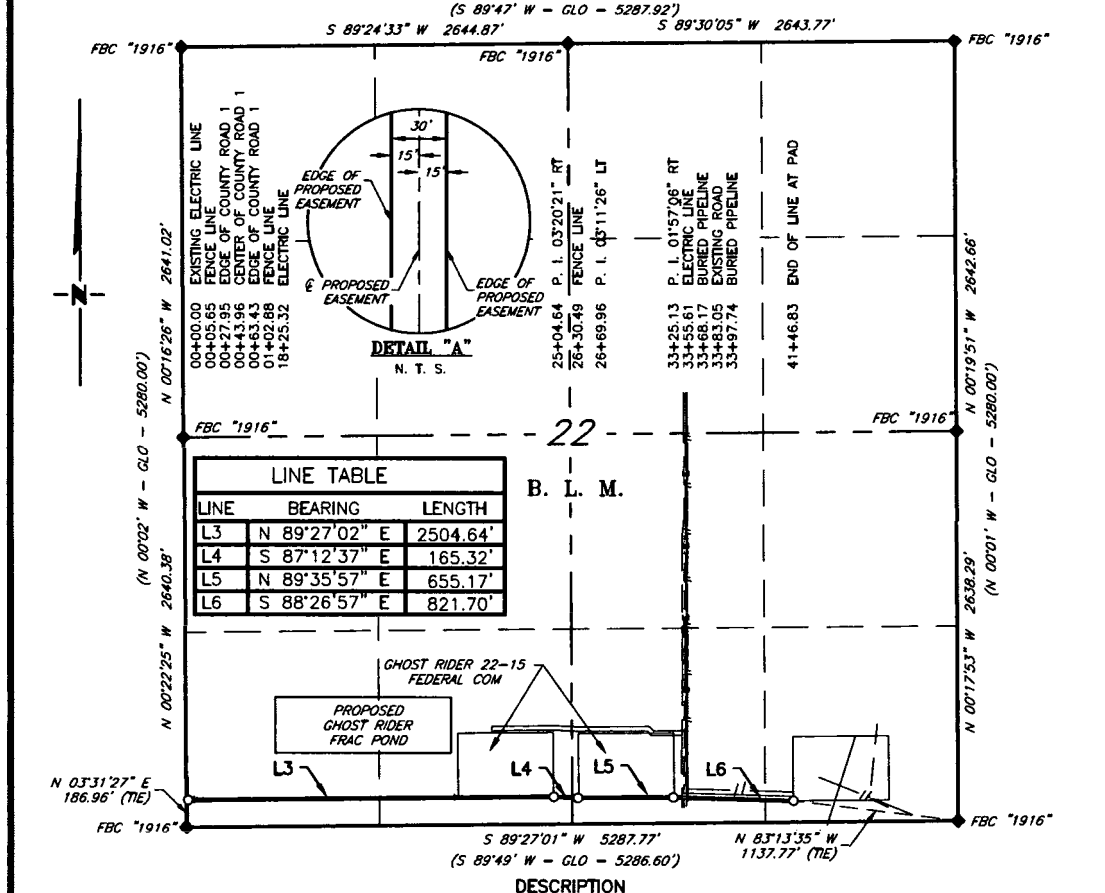 (S 89°47' W - GLO - 5287.92')
S 89°24'33" W 2644.87'
S 89°30'05" W 2643.77'
FBC "1916"
FBC "1916"
FBC "1916"
N
N 00°16'26" W 2641.02'
(N 00°02' W - GLO - 5280.00')
N 00°22'25" W 2640.38'
00+00.00 EXISTING ELECTRIC LINE
00+05.65 FENCE LINE
00+27.95 EDGE OF COUNTY ROAD 1
00+43.96 CENTER OF COUNTY ROAD 1
00+63.43 EDGE OF COUNTY ROAD 1
01+02.88 FENCE LINE
18+25.32 ELECTRIC LINE
30'
15'
15'
EDGE OF
PROPOSED
EASEMENT
℄ PROPOSED
EASEMENT
EDGE OF
PROPOSED
EASEMENT
DETAIL "A"
N. T. S.
25+04.64 P. I. 03°20'21" RT
26+30.49 FENCE LINE
26+69.96 P. I. 03°11'26" LT
33+25.13 P. I. 01°57'06" RT
33+55.61 ELECTRIC LINE
33+68.17 BURIED PIPELINE
33+83.05 EXISTING ROAD
33+97.74 BURIED PIPELINE
41+46.83 END OF LINE AT PAD
N 00°19'51" W 2642.66'
(N 00°01' W - GLO - 5280.00')
N 00°17'53" W 2638.29'
FBC "1916"
FBC "1916"
22
B. L. M.
LINE TABLE
LINE BEARING LENGTH
L3 N 89°27'02" E 2504.64'
L4 S 87°12'37" E 165.32'
L5 N 89°35'57" E 655.17'
L6 S 88°26'57" E 821.70'
GHOST RIDER 22-15
FEDERAL COM
PROPOSED
GHOST RIDER
FRAC POND
L3
L4
L5
L6
N 03°31'27" E
186.96' (TIE)
FBC "1916"
FBC "1916"
S 89°27'01" W 5287.77'
(S 89°49' W - GLO - 5286.60')
N 83°13'35" W
1137.77' (TIE)
DESCRIPTION